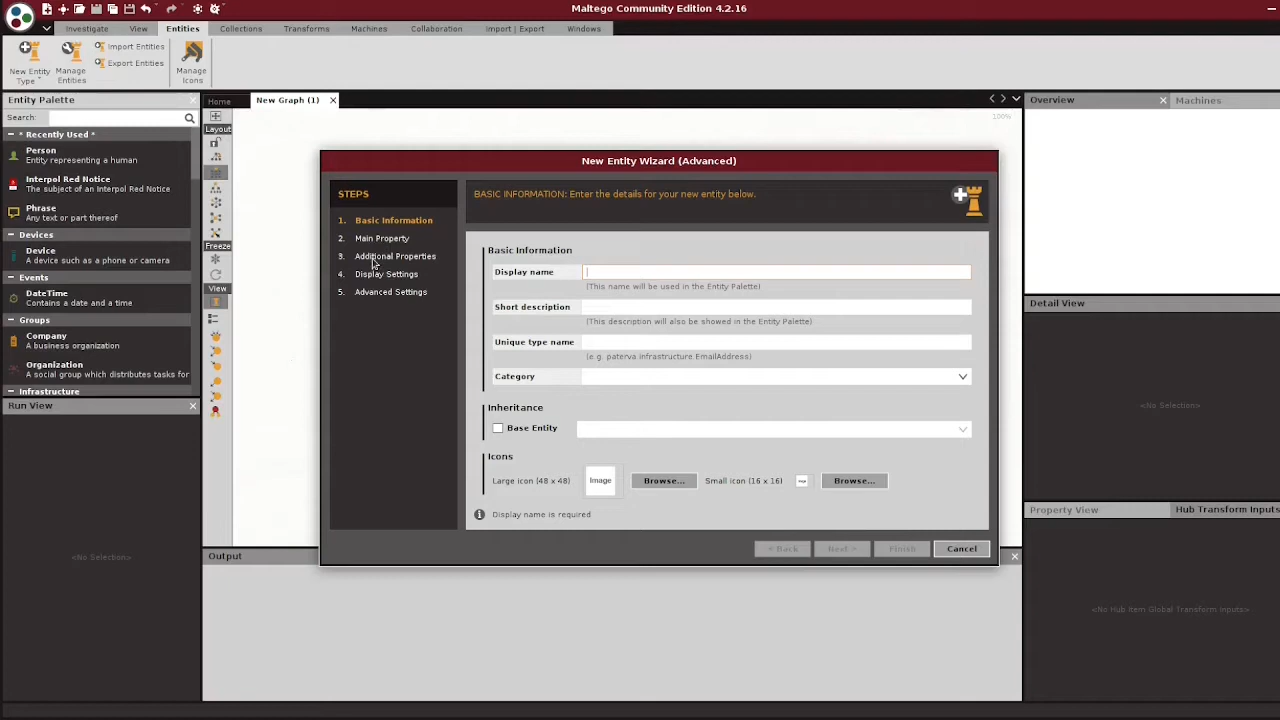 Maltego Community Edition 4.2.16
Investigate View Entities Collections Transforms Machines Collaboration Import | Export Windows
New Entity Type
Manage Entities
Import Entities
Export Entities
Manage Icons
Entity Palette
Search:
* Recently Used *
Person
Entity representing a human
Interpol Red Notice
The subject of an Interpol Red Notice
Phrase
Any text or part thereof
Devices
Device
A device such as a phone or camera
Events
DateTime
Contains a date and a time
Groups
Company
A business organization
Organization
A social group which distributes tasks for
Infrastructure
Run View
<No Selection>
Home
New Graph (1)
Layout
Freeze
View
100%
New Entity Wizard (Advanced)
STEPS
1. Basic Information
2. Main Property
3. Additional Properties
4. Display Settings
5. Advanced Settings
BASIC INFORMATION: Enter the details for your new entity below.
Basic Information
Display name
(This name will be used in the Entity Palette)
Short description
(This description will also be showed in the Entity Palette)
Unique type name
(e.g. paterva.infrastructure.EmailAddress)
Category
Inheritance
Base Entity
Icons
Large icon (48 x 48)
Image
Browse...
Small icon (16 x 16)
Browse...
Display name is required
< Back
Next >
Finish
Cancel
Output
Overview
Machines
Detail View
<No Selection>
Property View
Hub Transform Inputs
<No Hub Item Global Transform Inputs>